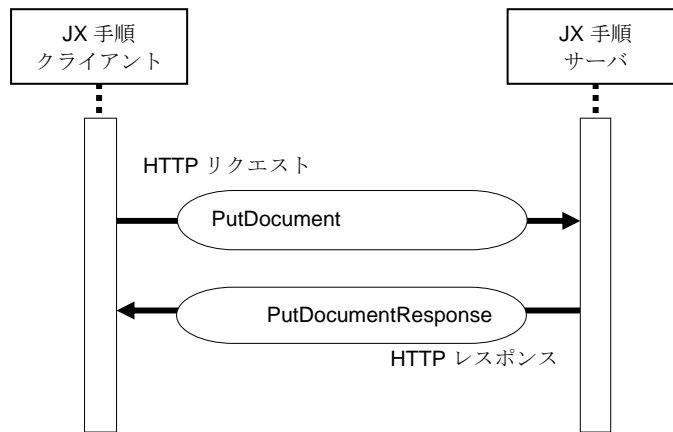 JX 手順
クライアント
JX 手順
サーバ
HTTP リクエスト
PutDocument
PutDocumentResponse
HTTP レスポンス